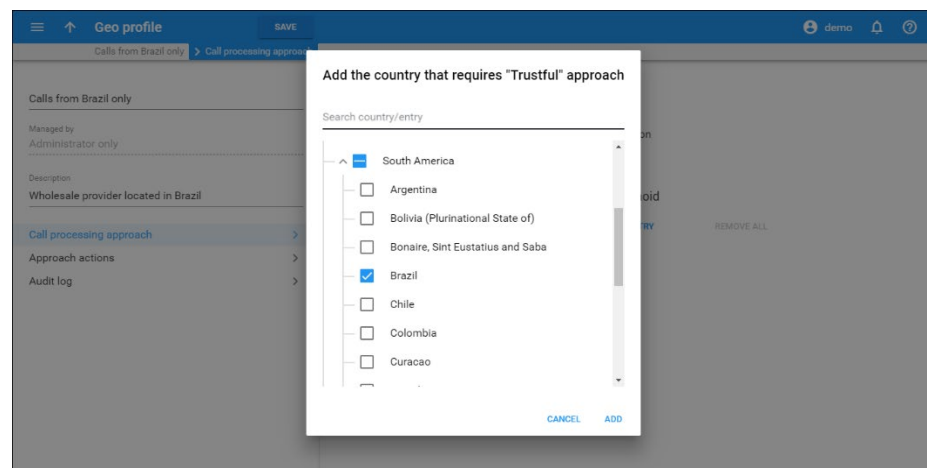 Geo profile
SAVE
demo
Calls from Brazil only
Call processing approach
Calls from Brazil only
Managed by
Administrator only
Description
Wholesale provider located in Brazil
Call processing approach
Approach actions
Audit log
Add the country that requires "Trustful" approach
Search country/entry
South America
Argentina
Bolivia (Plurinational State of)
Bonaire, Sint Eustatius and Saba
Brazil
Chile
Colombia
Curacao
CANCEL ADD
REMOVE ALL